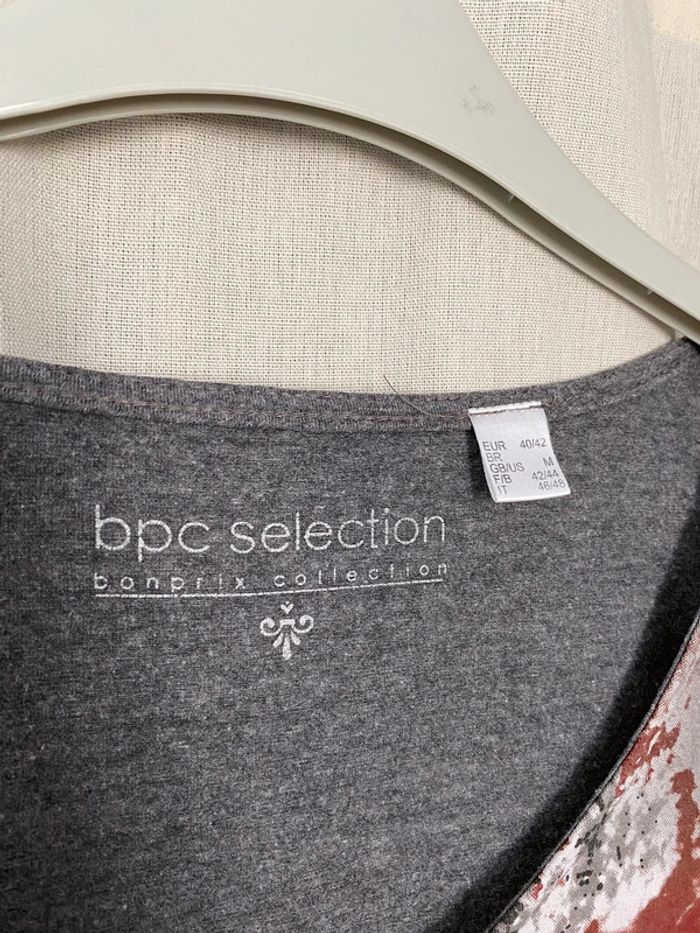 EUR 40/42
BR
GB/US M
F/B 42/44
IT 46/48
bpc selection
bonprix collection